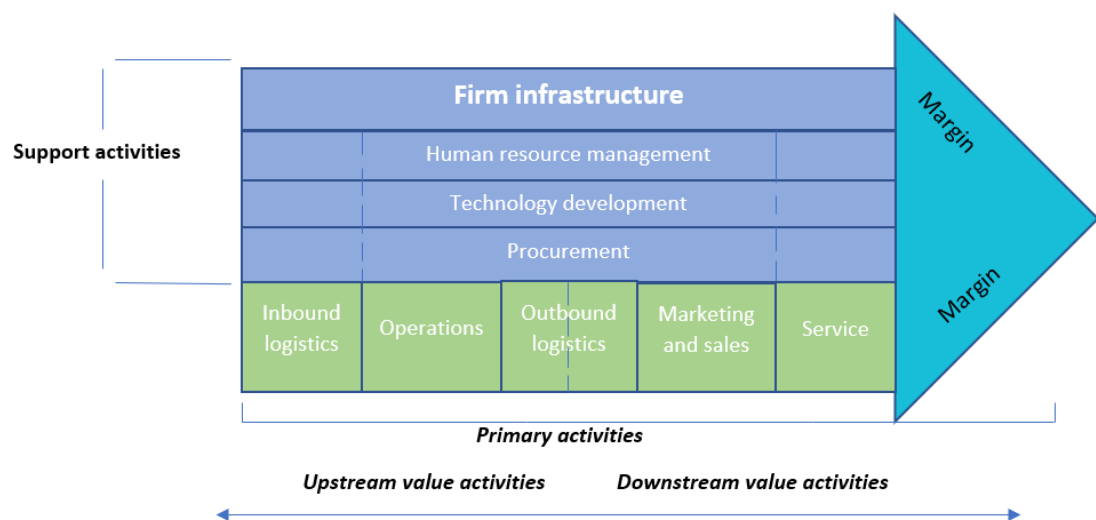 Firm infrastructure
Margin
Support activities
Human resource management
Technology development
Procurement
Margin
Inbound
logistics
Operations
Outbound
logistics
Marketing
and sales
Service
Primary activities
Upstream value activities
Downstream value activities